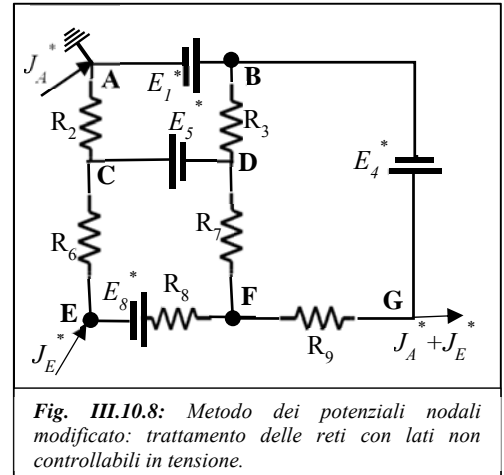 J_A^*
A
E_1^*
B
R_2
E_5^*
R_3
C
D
E_4^*
R_6
R_7
E_8^*
R_8
F
G
E
J_E^*
R_9
J_A^*+J_E^*
Fig. III.10.8: Metodo dei potenziali nodali
modificato: trattamento delle reti con lati non
controllabili in tensione.